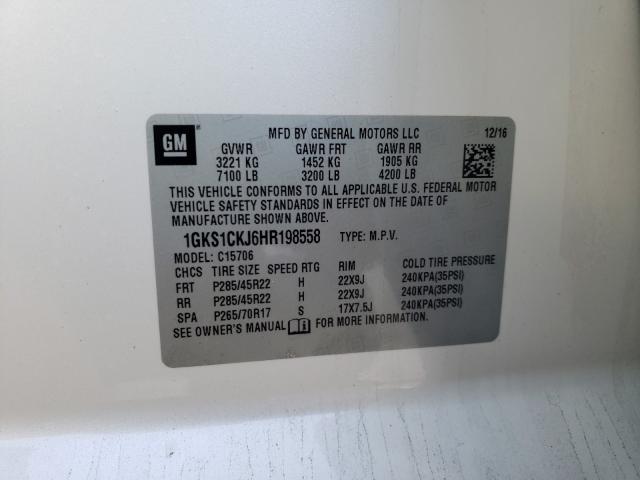 GM
MFD BY GENERAL MOTORS LLC 12/16
GVWR GAWR FRT GAWR RR
3221 KG 1452 KG 1905 KG
7100 LB 3200 LB 4200 LB
THIS VEHICLE CONFORMS TO ALL APPLICABLE U.S. FEDERAL MOTOR
VEHICLE SAFETY STANDARDS IN EFFECT ON THE DATE OF
MANUFACTURE SHOWN ABOVE.
1GKS1CKJ6HR198558 TYPE: M.P.V.
MODEL: C15706
CHCS TIRE SIZE SPEED RTG RIM COLD TIRE PRESSURE
FRT P285/45R22 H 22X9J 240KPA(35PSI)
RR P285/45R22 H 22X9J 240KPA(35PSI)
SPA P265/70R17 S 17X7.5J 240KPA(35PSI)
SEE OWNER'S MANUAL FOR MORE INFORMATION.